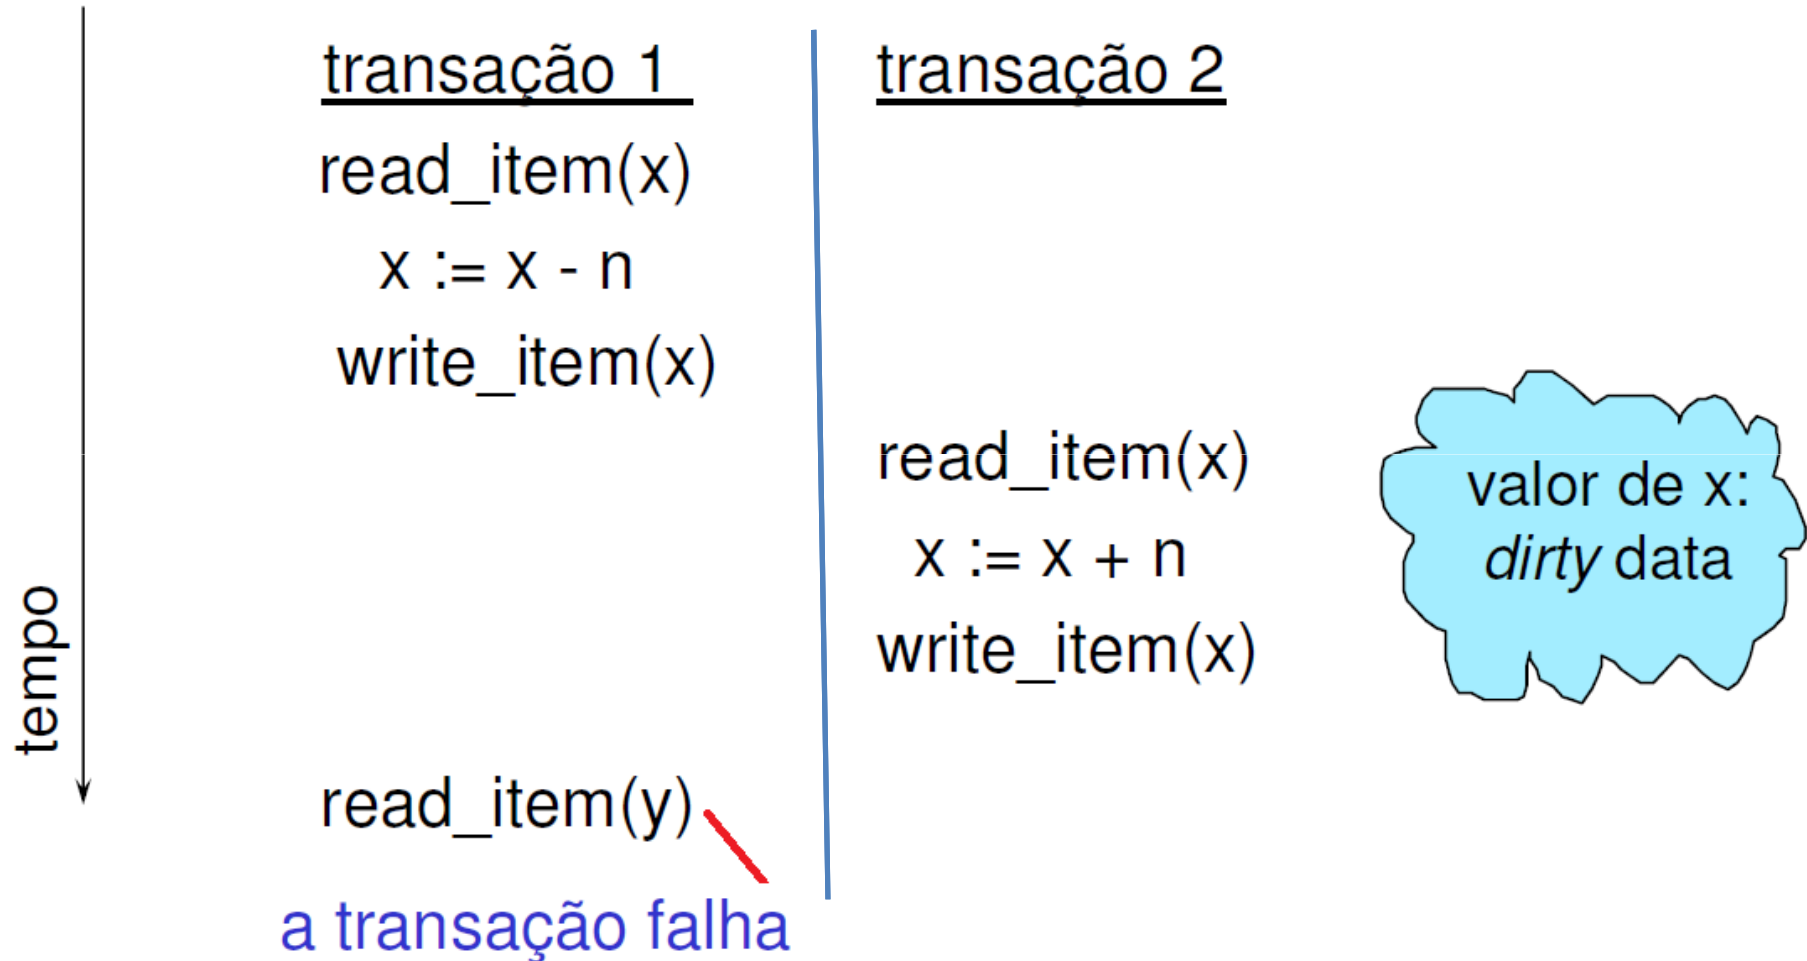 transação 1
transação 2
read_item(x)
x := x - n
write_item(x)
read_item(x)
x := x + n
write_item(x)
valor de x:
dirty data
tempo
read_item(y)
a transação falha